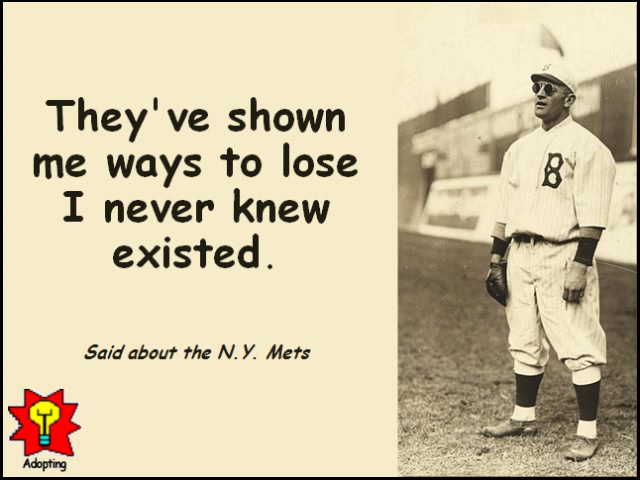 They've shown
me ways to lose
I never knew
existed.
Said about the N.Y. Mets
Adopting
B
B